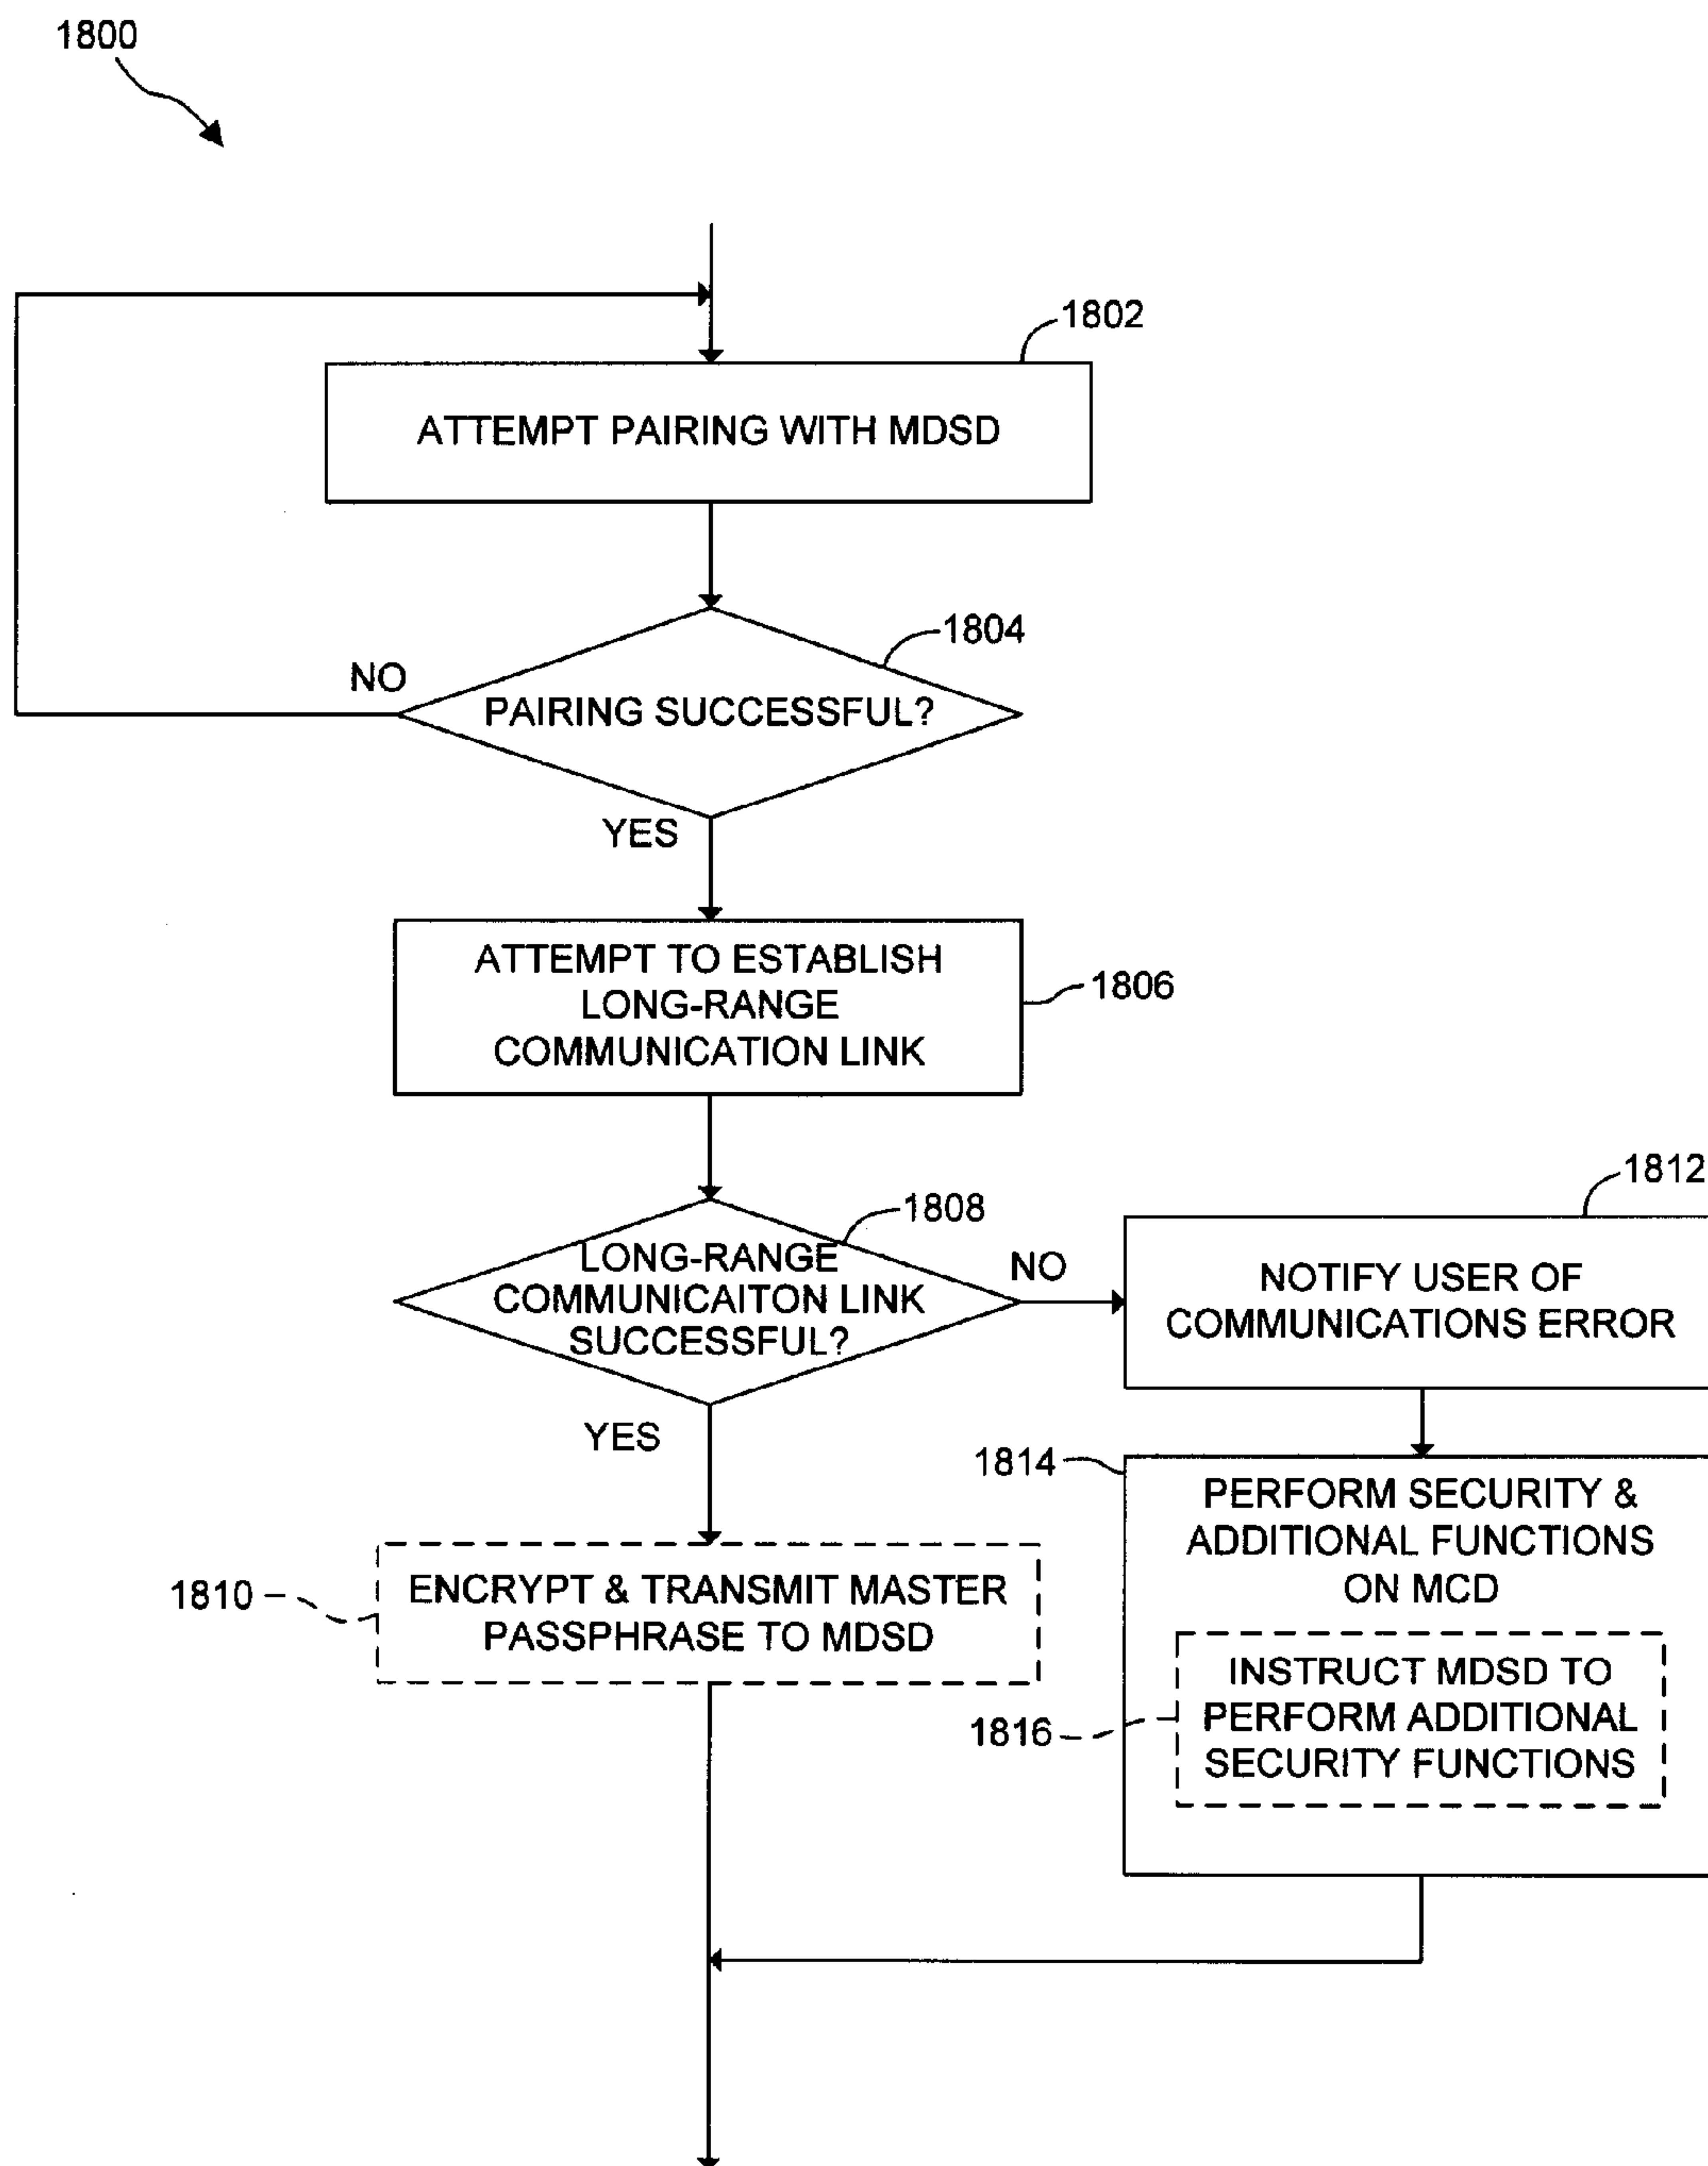 1800
1802
ATTEMPT PAIRING WITH MDSD
1804
NO
PAIRING SUCCESSFUL?
YES
ATTEMPT TO ESTABLISH
LONG-RANGE
COMMUNICATION LINK
1806
1808
LONG-RANGE
COMMUNICAITON LINK
SUCCESSFUL?
NO
1812
NOTIFY USER OF
COMMUNICATIONS ERROR
YES
1814
PERFORM SECURITY &
ADDITIONAL FUNCTIONS
ON MCD
1810
ENCRYPT & TRANSMIT MASTER
PASSPHRASE TO MDSD
1816
INSTRUCT MDSD TO
PERFORM ADDITIONAL
SECURITY FUNCTIONS